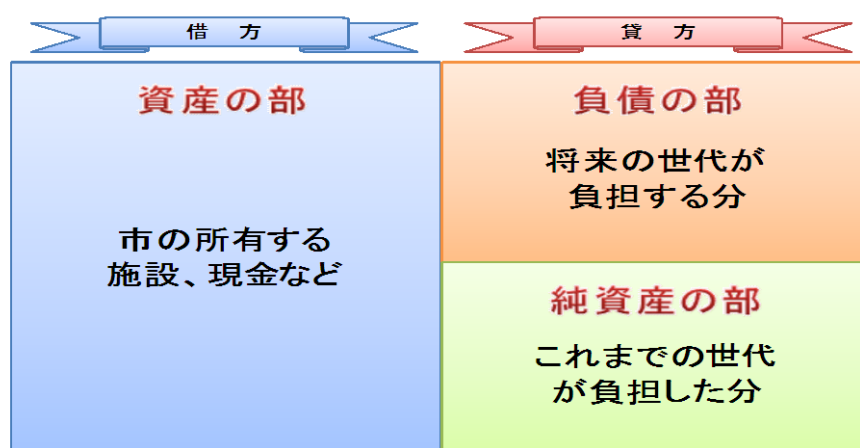 借 方
貸 方
資産の部
市の所有する
施設、現金など
負債の部
将来の世代が
負担する分
純資産の部
これまでの世代
が負担した分